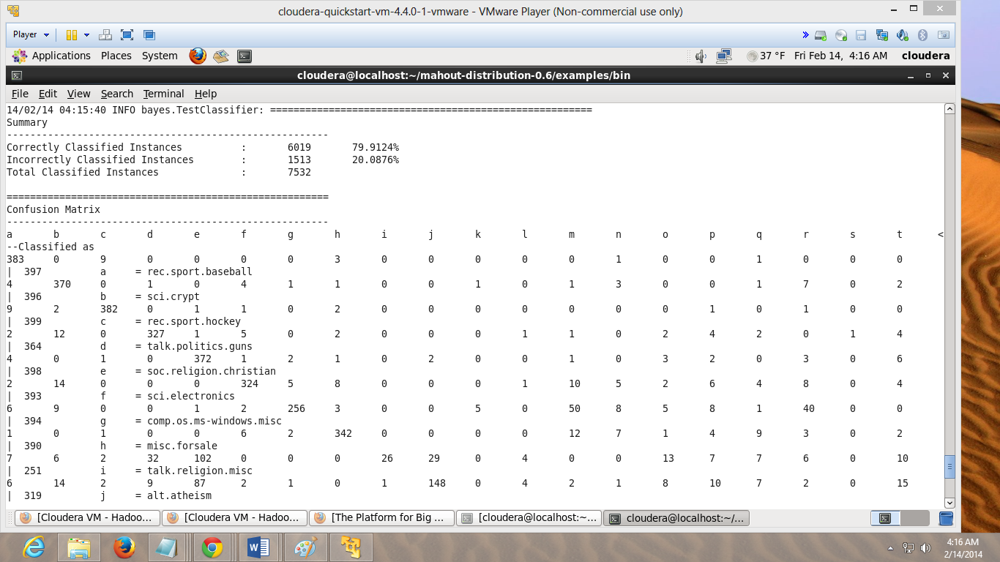 cloudera-quickstart-vm-4.4.0-1-vmware - VMware Player (Non-commercial use only)
Player
Applications Places System 37 °F Fri Feb 14, 4:16 AM cloudera
cloudera@localhost:~/mahout-distribution-0.6/examples/bin
File Edit View Search Terminal Help
14/02/14 04:15:40 INFO bayes.TestClassifier: =======================================================
Summary
-------------------------------------------------------
Correctly Classified Instances : 6019 79.9124%
Incorrectly Classified Instances : 1513 20.0876%
Total Classified Instances : 7532
=======================================================
Confusion Matrix
-------------------------------------------------------
a b c d e f g h i j k l m n o p q r s t <
--Classified as
383 0 9 0 0 0 0 3 0 0 0 0 0 1 0 0 1 0 0 0
| 397 a = rec.sport.baseball
4 370 0 1 0 4 1 1 0 0 1 0 1 3 0 0 1 7 0 2
| 396 b = sci.crypt
9 2 382 0 1 1 0 2 0 0 0 0 0 0 0 1 0 1 0 0
| 399 c = rec.sport.hockey
2 12 0 327 1 5 0 2 0 0 0 1 1 0 2 4 2 0 1 4
| 364 d = talk.politics.guns
4 0 1 0 372 1 2 1 0 2 0 0 1 0 3 2 0 3 0 6
| 398 e = soc.religion.christian
2 14 0 0 0 324 5 8 0 0 0 1 10 5 2 6 4 8 0 4
| 393 f = sci.electronics
6 9 0 0 1 2 256 3 0 0 5 0 50 8 5 8 1 40 0 0
| 394 g = comp.os.ms-windows.misc
1 0 1 0 0 6 2 342 0 0 0 0 12 7 1 4 9 3 0 2
| 390 h = misc.forsale
7 6 2 32 102 0 0 0 26 29 0 4 0 0 13 7 7 6 0 10
| 251 i = talk.religion.misc
6 14 2 9 87 2 1 0 1 148 0 4 2 1 8 10 7 2 0 15
| 319 j = alt.atheism
[Cloudera VM - Hadoo... [Cloudera VM - Hadoo... [The Platform for Big ... [cloudera@localhost:~... cloudera@localhost:~/...
4:16 AM
2/14/2014